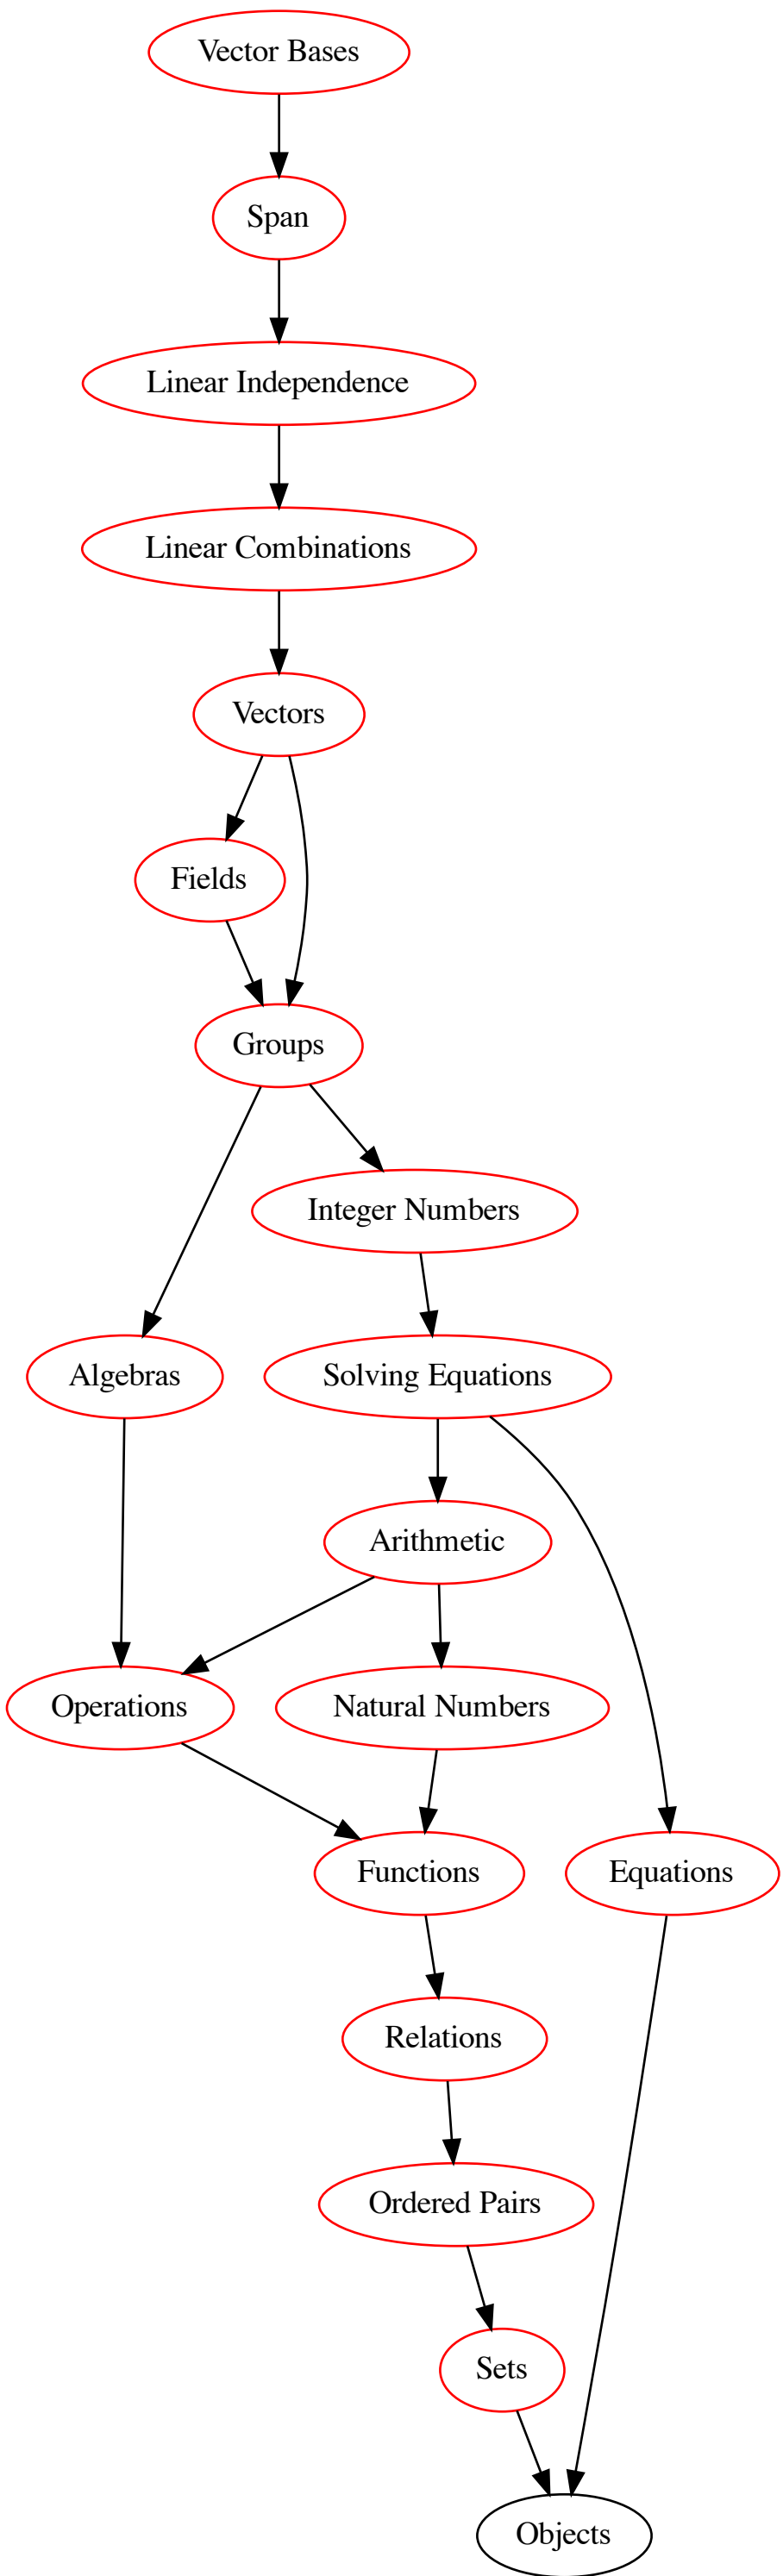 Vector Bases
Span
Linear Independence
Linear Combinations
Vectors
Fields
Groups
Integer Numbers
Algebras
Solving Equations
Arithmetic
Operations
Natural Numbers
Functions
Equations
Relations
Ordered Pairs
Sets
Objects